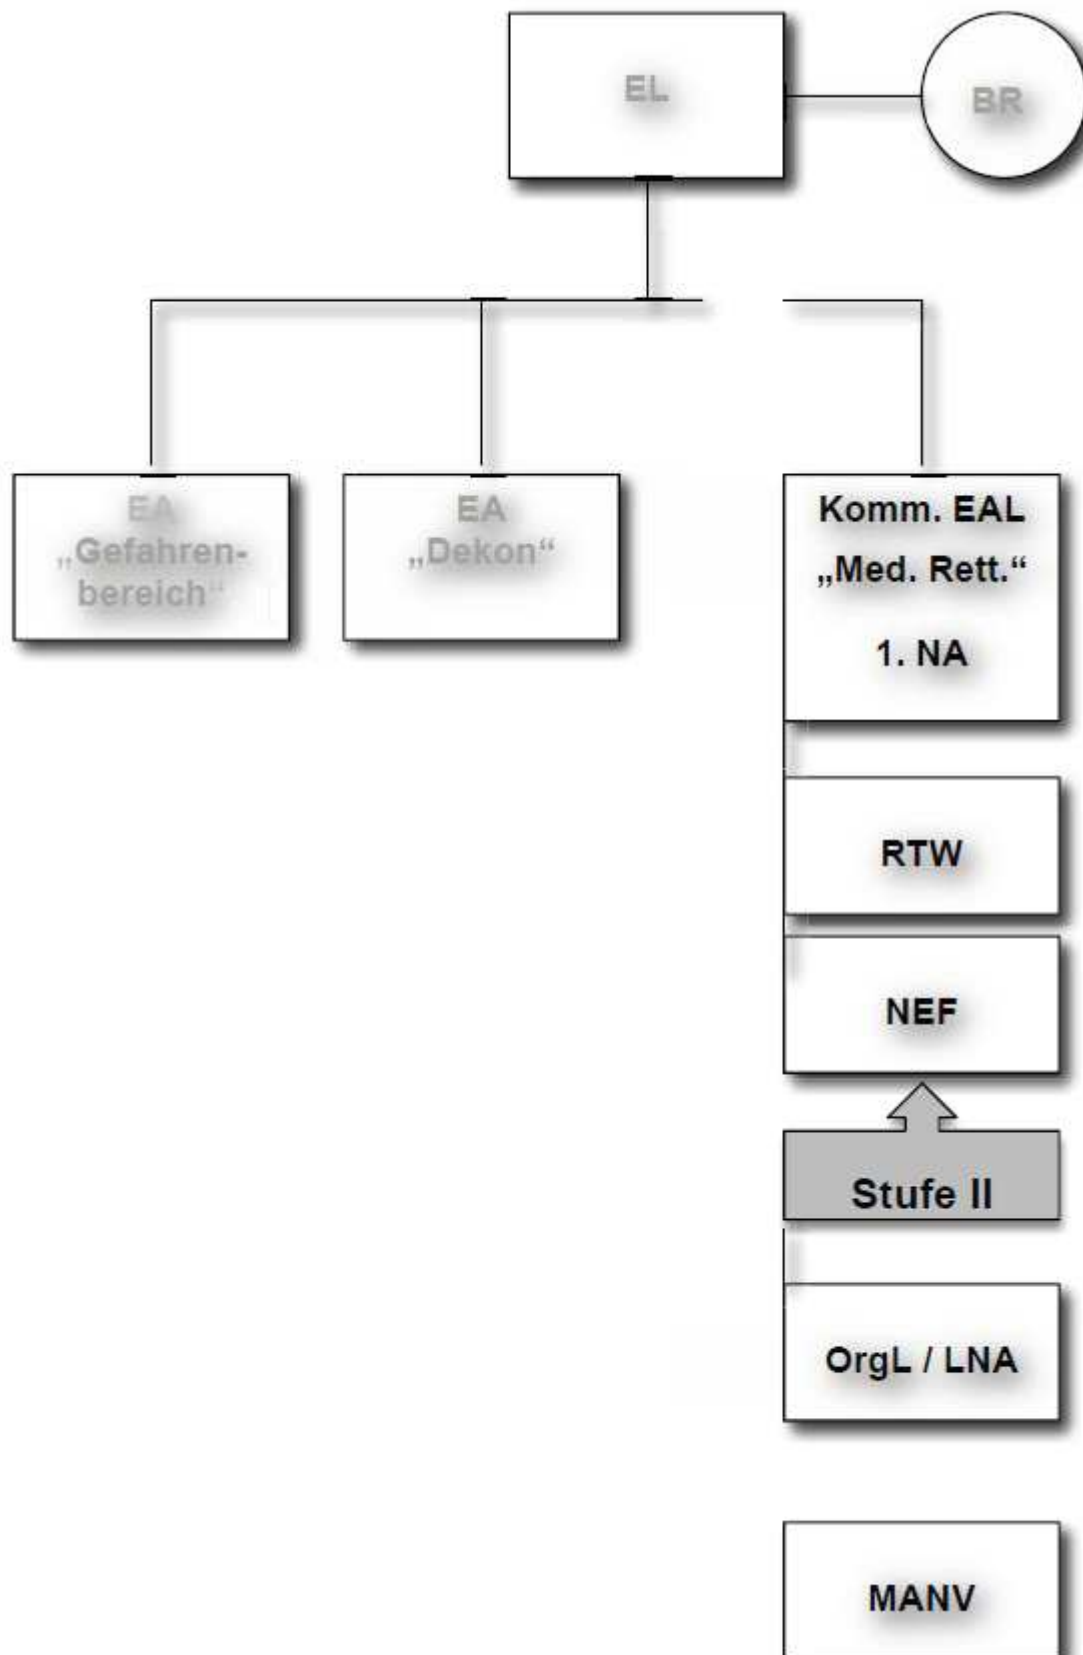 EL
BR
EA
„Gefahren-
bereich“
EA
„Dekon“
Komm. EAL
„Med. Rett.“
1. NA
RTW
NEF
Stufe II
OrgL / LNA
MANV